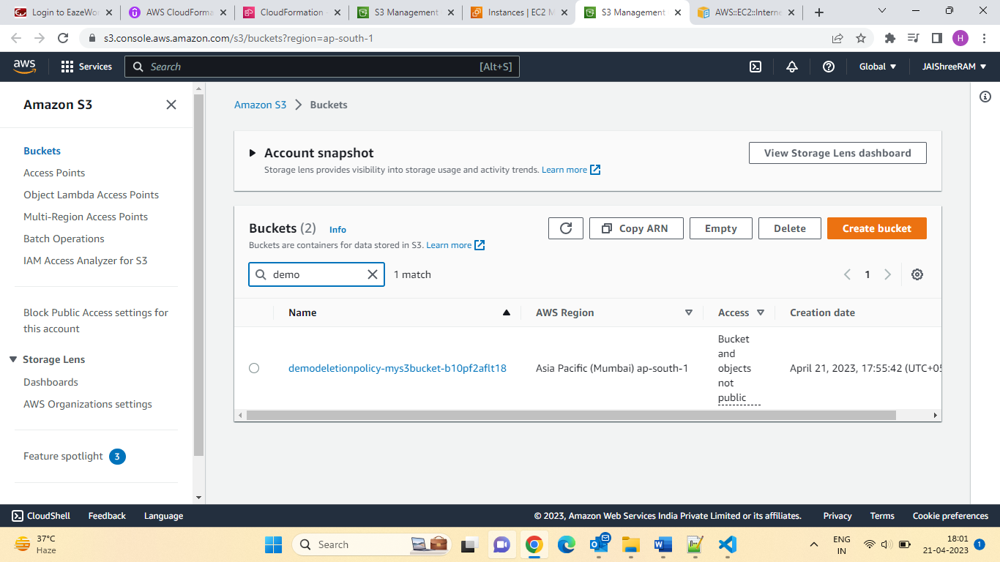 Login to EazeWo
AWS CloudForma
CloudFormation
S3 Management
Instances | EC2 M
S3 Management
AWS::EC2::Interne
s3.console.aws.amazon.com/s3/buckets?region=ap-south-1
H
aws
Services
Search
[Alt+S]
Global
JAIShreeRAM
Amazon S3
Buckets
Access Points
Object Lambda Access Points
Multi-Region Access Points
Batch Operations
IAM Access Analyzer for S3
Block Public Access settings for
this account
Storage Lens
Dashboards
AWS Organizations settings
Feature spotlight 3
Amazon S3
Buckets
Account snapshot
Storage lens provides visibility into storage usage and activity trends. Learn more
View Storage Lens dashboard
Buckets (2) Info
Buckets are containers for data stored in S3. Learn more
Copy ARN
Empty
Delete
Create bucket
demo
1 match
1
Name
AWS Region
Access
Creation date
demodeletionpolicy-mys3bucket-b10pf2aflt18
Asia Pacific (Mumbai) ap-south-1
Bucket
and
objects
not
public
April 21, 2023, 17:55:42 (UTC+05
CloudShell
Feedback
Language
© 2023, Amazon Web Services India Private Limited or its affiliates.
Privacy
Terms
Cookie preferences
37°C
Haze
Search
ENG
IN
18:01
21-04-2023
1